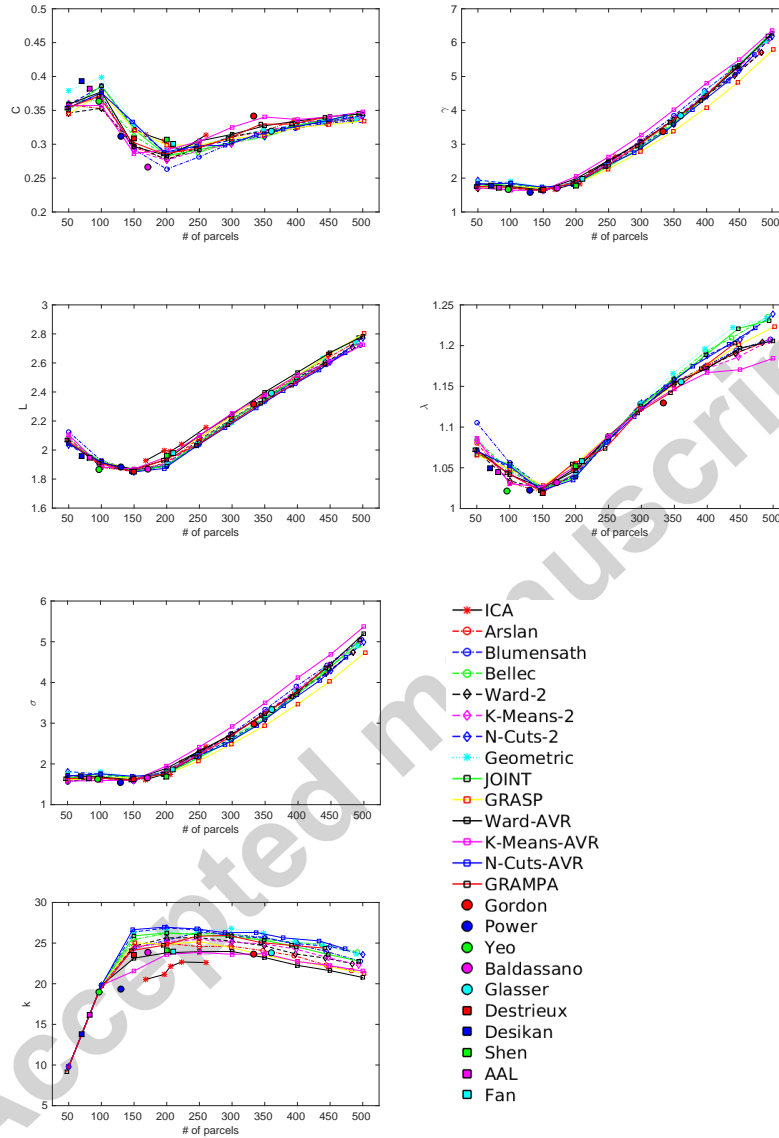 0.5
0.45
0.4
0.35
0.3
0.25
0.2
C
50 100 150 200 250 300 350 400 450 500
# of parcels
7
6
5
4
3
2
1
γ
50 100 150 200 250 300 350 400 450 500
# of parcels
3
2.8
2.6
2.4
2.2
2
1.8
1.6
L
50 100 150 200 250 300 350 400 450 500
# of parcels
1.25
1.2
1.15
1.1
1.05
1
λ
50 100 150 200 250 300 350 400 450 500
# of parcels
6
5
4
3
2
1
σ
50 100 150 200 250 300 350 400 450 500
# of parcels
30
25
20
15
10
5
k
50 100 150 200 250 300 350 400 450 500
# of parcels
ICA
Arslan
Blumensath
Bellec
Ward-2
K-Means-2
N-Cuts-2
Geometric
JOINT
GRASP
Ward-AVR
K-Means-AVR
N-Cuts-AVR
GRAMPA
Gordon
Power
Yeo
Baldassano
Glasser
Destrieux
Desikan
Shen
AAL
Fan
Accepted manuscrip